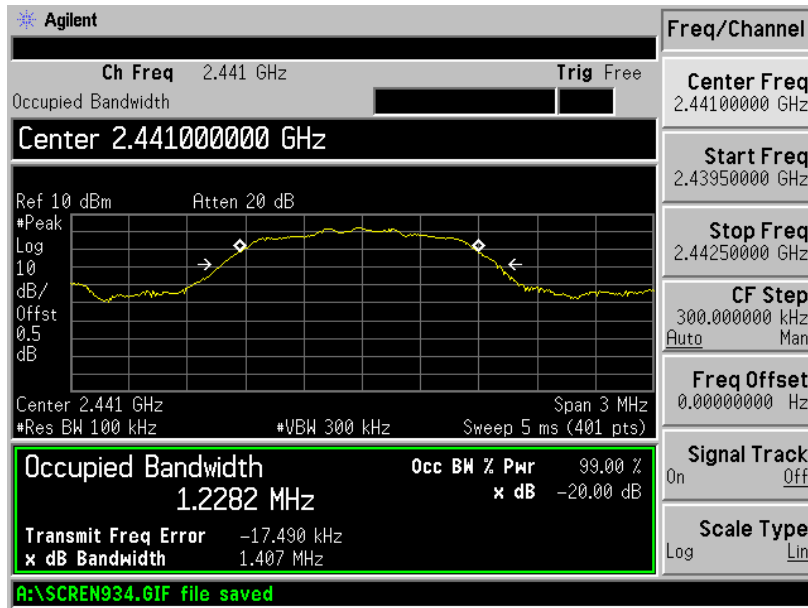 Agilent
Ch Freq 2.441 GHz Trig Free
Occupied Bandwidth
Center 2.441000000 GHz
Ref 10 dBm Atten 20 dB
#Peak
Log
10
dB/
Offst
0.5
dB
Center 2.441 GHz Span 3 MHz
#Res BW 100 kHz #VBW 300 kHz Sweep 5 ms (401 pts)
Occupied Bandwidth
1.2282 MHz
Occ BW % Pwr 99.00 %
x dB -20.00 dB
Transmit Freq Error -17.490 kHz
x dB Bandwidth 1.407 MHz
A:\SCREN934.GIF file saved
Freq/Channel
Center Freq
2.44100000 GHz
Start Freq
2.43950000 GHz
Stop Freq
2.44250000 GHz
CF Step
300.000000 kHz
Auto Man
Freq Offset
0.00000000 Hz
Signal Track
On Off
Scale Type
Log Lin